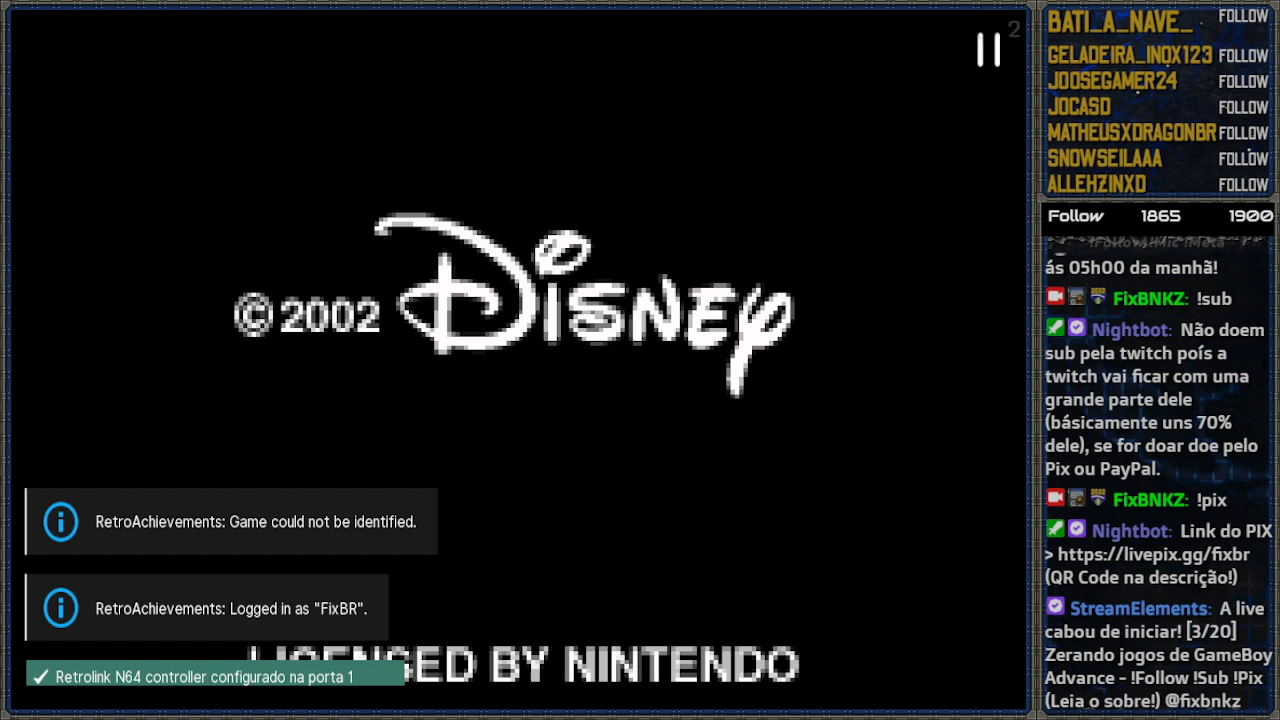 2
©2002 Disney
RetroAchievements: Game could not be identified.
RetroAchievements: Logged in as "FixBR".
LICENSED BY NINTENDO
Retrolink N64 controller configurado na porta 1
BATI_A_NAVE_ FOLLOW
GELADEIRA_INOX123 FOLLOW
JOOSEGAMER24 FOLLOW
JOCASD FOLLOW
MATHEUSXDRAGONBR FOLLOW
SNOWSEILAAA FOLLOW
ALLEHZINXD FOLLOW
Follow 1865 1900
!Follow !Mic !Meta
ás 05h00 da manhã!
FixBNKZ: !sub
Nightbot: Não doem
sub pela twitch poís a
twitch vai ficar com uma
grande parte dele
(básicamente uns 70%
dele), se for doar doe pelo
Pix ou PayPal.
FixBNKZ: !pix
Nightbot: Link do PIX
> https://livepix.gg/fixbr
(QR Code na descrição!)
StreamElements: A live
cabou de iniciar! [3/20]
Zerando jogos de GameBoy
Advance - !Follow !Sub !Pix
(Leia o sobre!) @fixbnkz